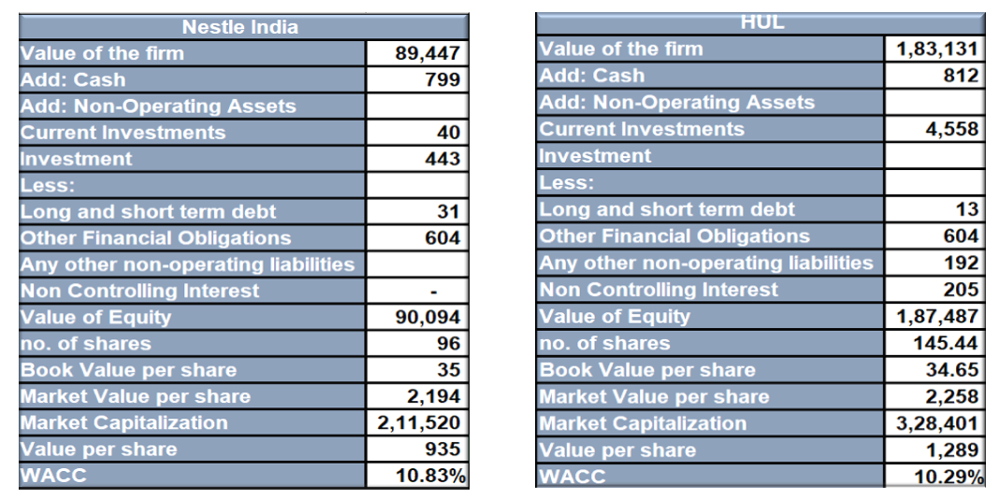 Nestle India
Value of the firm 89,447
Add: Cash 799
Add: Non-Operating Assets
Current Investments 40
Investment 443
Less:
Long and short term debt 31
Other Financial Obligations 604
Any other non-operating liabilities
Non Controlling Interest -
Value of Equity 90,094
no. of shares 96
Book Value per share 35
Market Value per share 2,194
Market Capitalization 2,11,520
Value per share 935
WACC 10.83%
HUL
Value of the firm 1,83,131
Add: Cash 812
Add: Non-Operating Assets
Current Investments 4,558
Investment
Less:
Long and short term debt 13
Other Financial Obligations 604
Any other non-operating liabilities 192
Non Controlling Interest 205
Value of Equity 1,87,487
no. of shares 145.44
Book Value per share 34.65
Market Value per share 2,258
Market Capitalization 3,28,401
Value per share 1,289
WACC 10.29%